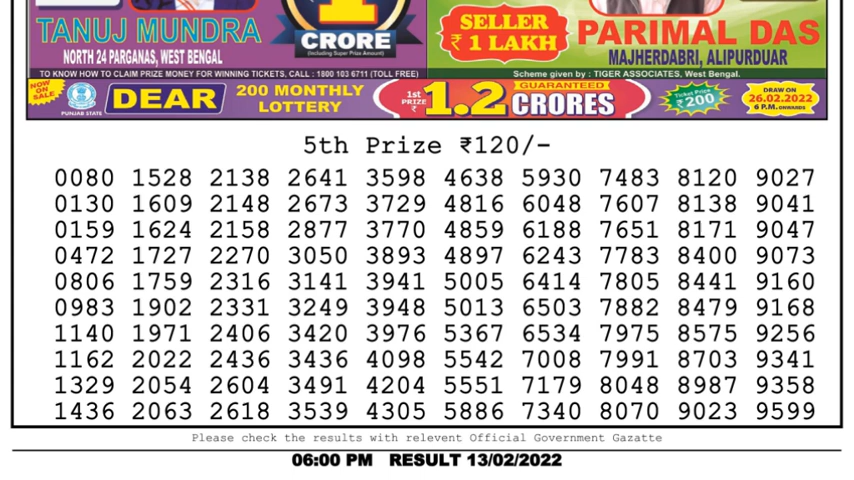 1
CRORE
(Including Super Prize Amount)
TANUJ MUNDRA
NORTH 24 PARGANAS, WEST BENGAL
SELLER
₹ 1 LAKH
PARIMAL DAS
MAJHERDABRI, ALIPURDUAR
TO KNOW HOW TO CLAIM PRIZE MONEY FOR WINNING TICKETS, CALL : 1800 103 6711 (TOLL FREE)
Scheme given by : TIGER ASSOCIATES, West Bengal.
NOW ON SALE
PUNJAB STATE
DEAR
200 MONTHLY
LOTTERY
1st PRIZE ₹
1.2
GUARANTEED
CRORES
Ticket Price
₹200
DRAW ON
26.02.2022
6 P.M. ONWARDS
5th Prize ₹120/-
0080 1528 2138 2641 3598 4638 5930 7483 8120 9027
0130 1609 2148 2673 3729 4816 6048 7607 8138 9041
0159 1624 2158 2877 3770 4859 6188 7651 8171 9047
0472 1727 2270 3050 3893 4897 6243 7783 8400 9073
0806 1759 2316 3141 3941 5005 6414 7805 8441 9160
0983 1902 2331 3249 3948 5013 6503 7882 8479 9168
1140 1971 2406 3420 3976 5367 6534 7975 8575 9256
1162 2022 2436 3436 4098 5542 7008 7991 8703 9341
1329 2054 2604 3491 4204 5551 7179 8048 8987 9358
1436 2063 2618 3539 4305 5886 7340 8070 9023 9599
Please check the results with relevent Official Government Gazatte
06:00 PM RESULT 13/02/2022